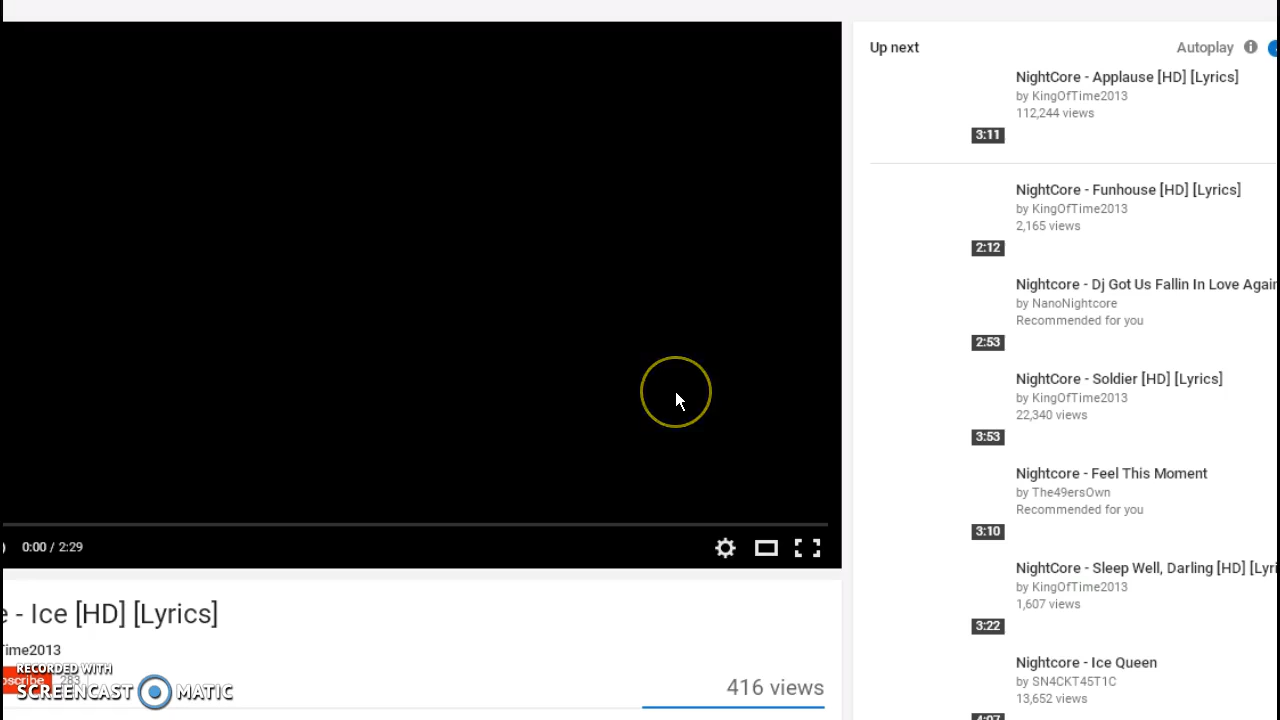 Up next
Autoplay
NightCore - Applause [HD] [Lyrics]
by KingOfTime2013
112,244 views
3:11
NightCore - Funhouse [HD] [Lyrics]
by KingOfTime2013
2,165 views
2:12
Nightcore - Dj Got Us Fallin In Love Again
by NanoNightcore
Recommended for you
2:53
NightCore - Soldier [HD] [Lyrics]
by KingOfTime2013
22,340 views
3:53
Nightcore - Feel This Moment
by The49ersOwn
Recommended for you
3:10
NightCore - Sleep Well, Darling [HD] [Lyri
by KingOfTime2013
1,607 views
3:22
Nightcore - Ice Queen
by SN4CKT45T1C
13,652 views
4:07
0:00 / 2:29
e - Ice [HD] [Lyrics]
Time2013
bscribe 283
RECORDED WITH
SCREENCAST MATIC
416 views